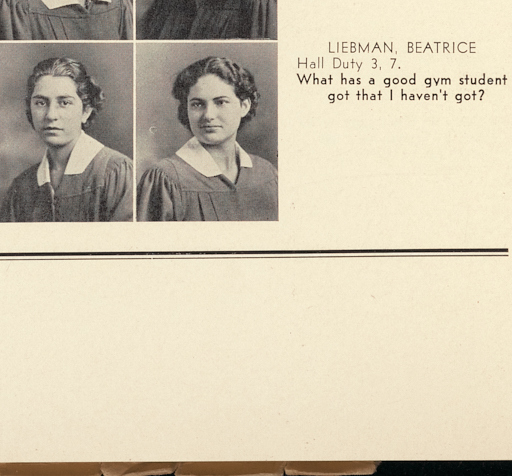 LIEBMAN, BEATRICE
Hall Duty 3, 7.
What has a good gym student
got that I haven't got?